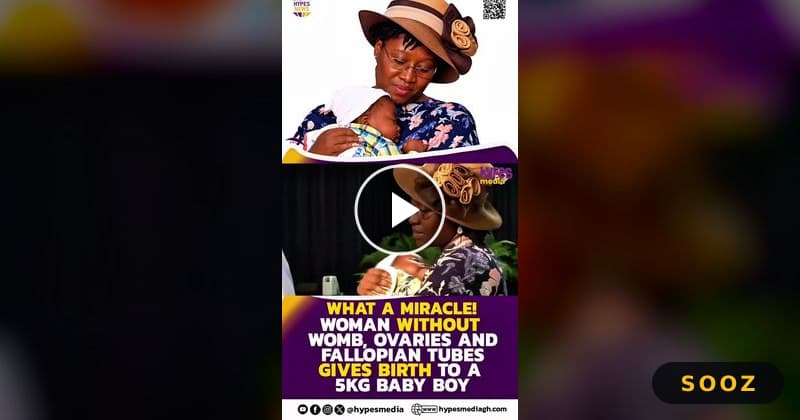 HYPES
NEWS
HYPES
media
WHAT A MIRACLE!
WOMAN WITHOUT
WOMB, OVARIES AND
FALLOPIAN TUBES
GIVES BIRTH TO A
5KG BABY BOY
@hypesmedia www.hypesmediagh.com
SOOZ